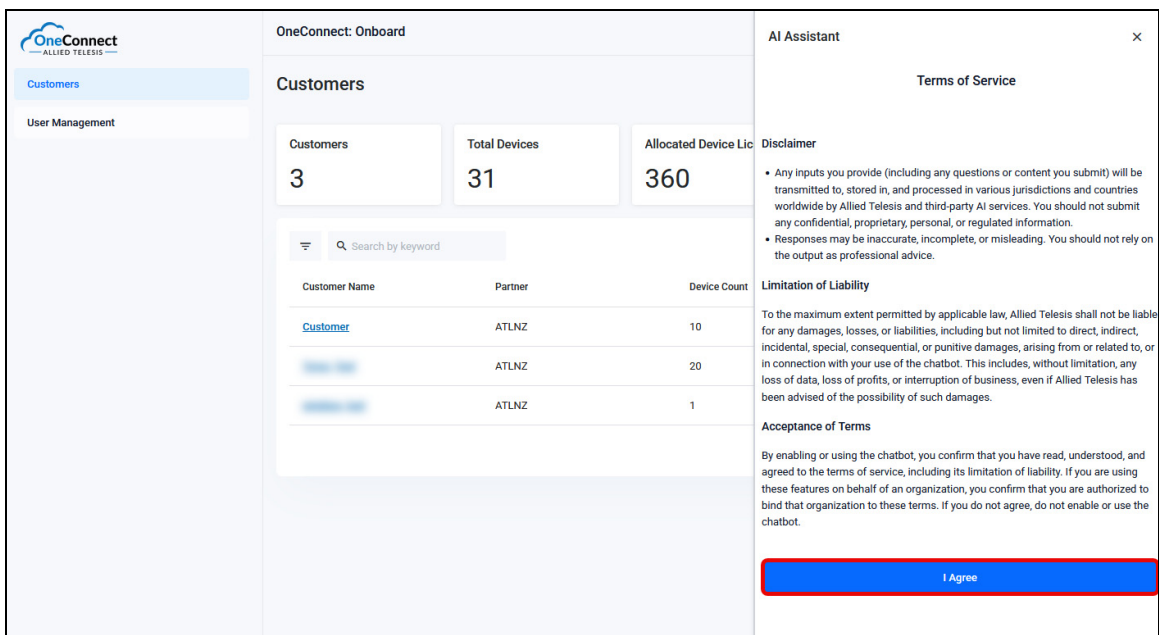 OneConnect
ALLIED TELESIS
Customers
User Management
OneConnect: Onboard
Customers
Customers
3
Total Devices
31
Allocated Device Lic
360
Search by keyword
Customer Name Partner Device Count
Customer ATLNZ 10
ATLNZ 20
ATLNZ 1
AI Assistant
Terms of Service
Disclaimer
• Any inputs you provide (including any questions or content you submit) will be
transmitted to, stored in, and processed in various jurisdictions and countries
worldwide by Allied Telesis and third-party AI services. You should not submit
any confidential, proprietary, personal, or regulated information.
• Responses may be inaccurate, incomplete, or misleading. You should not rely on
the output as professional advice.
Limitation of Liability
To the maximum extent permitted by applicable law, Allied Telesis shall not be liable
for any damages, losses, or liabilities, including but not limited to direct, indirect,
incidental, special, consequential, or punitive damages, arising from or related to, or
in connection with your use of the chatbot. This includes, without limitation, any
loss of data, loss of profits, or interruption of business, even if Allied Telesis has
been advised of the possibility of such damages.
Acceptance of Terms
By enabling or using the chatbot, you confirm that you have read, understood, and
agreed to the terms of service, including its limitation of liability. If you are using
these features on behalf of an organization, you confirm that you are authorized to
bind that organization to these terms. If you do not agree, do not enable or use the
chatbot.
I Agree